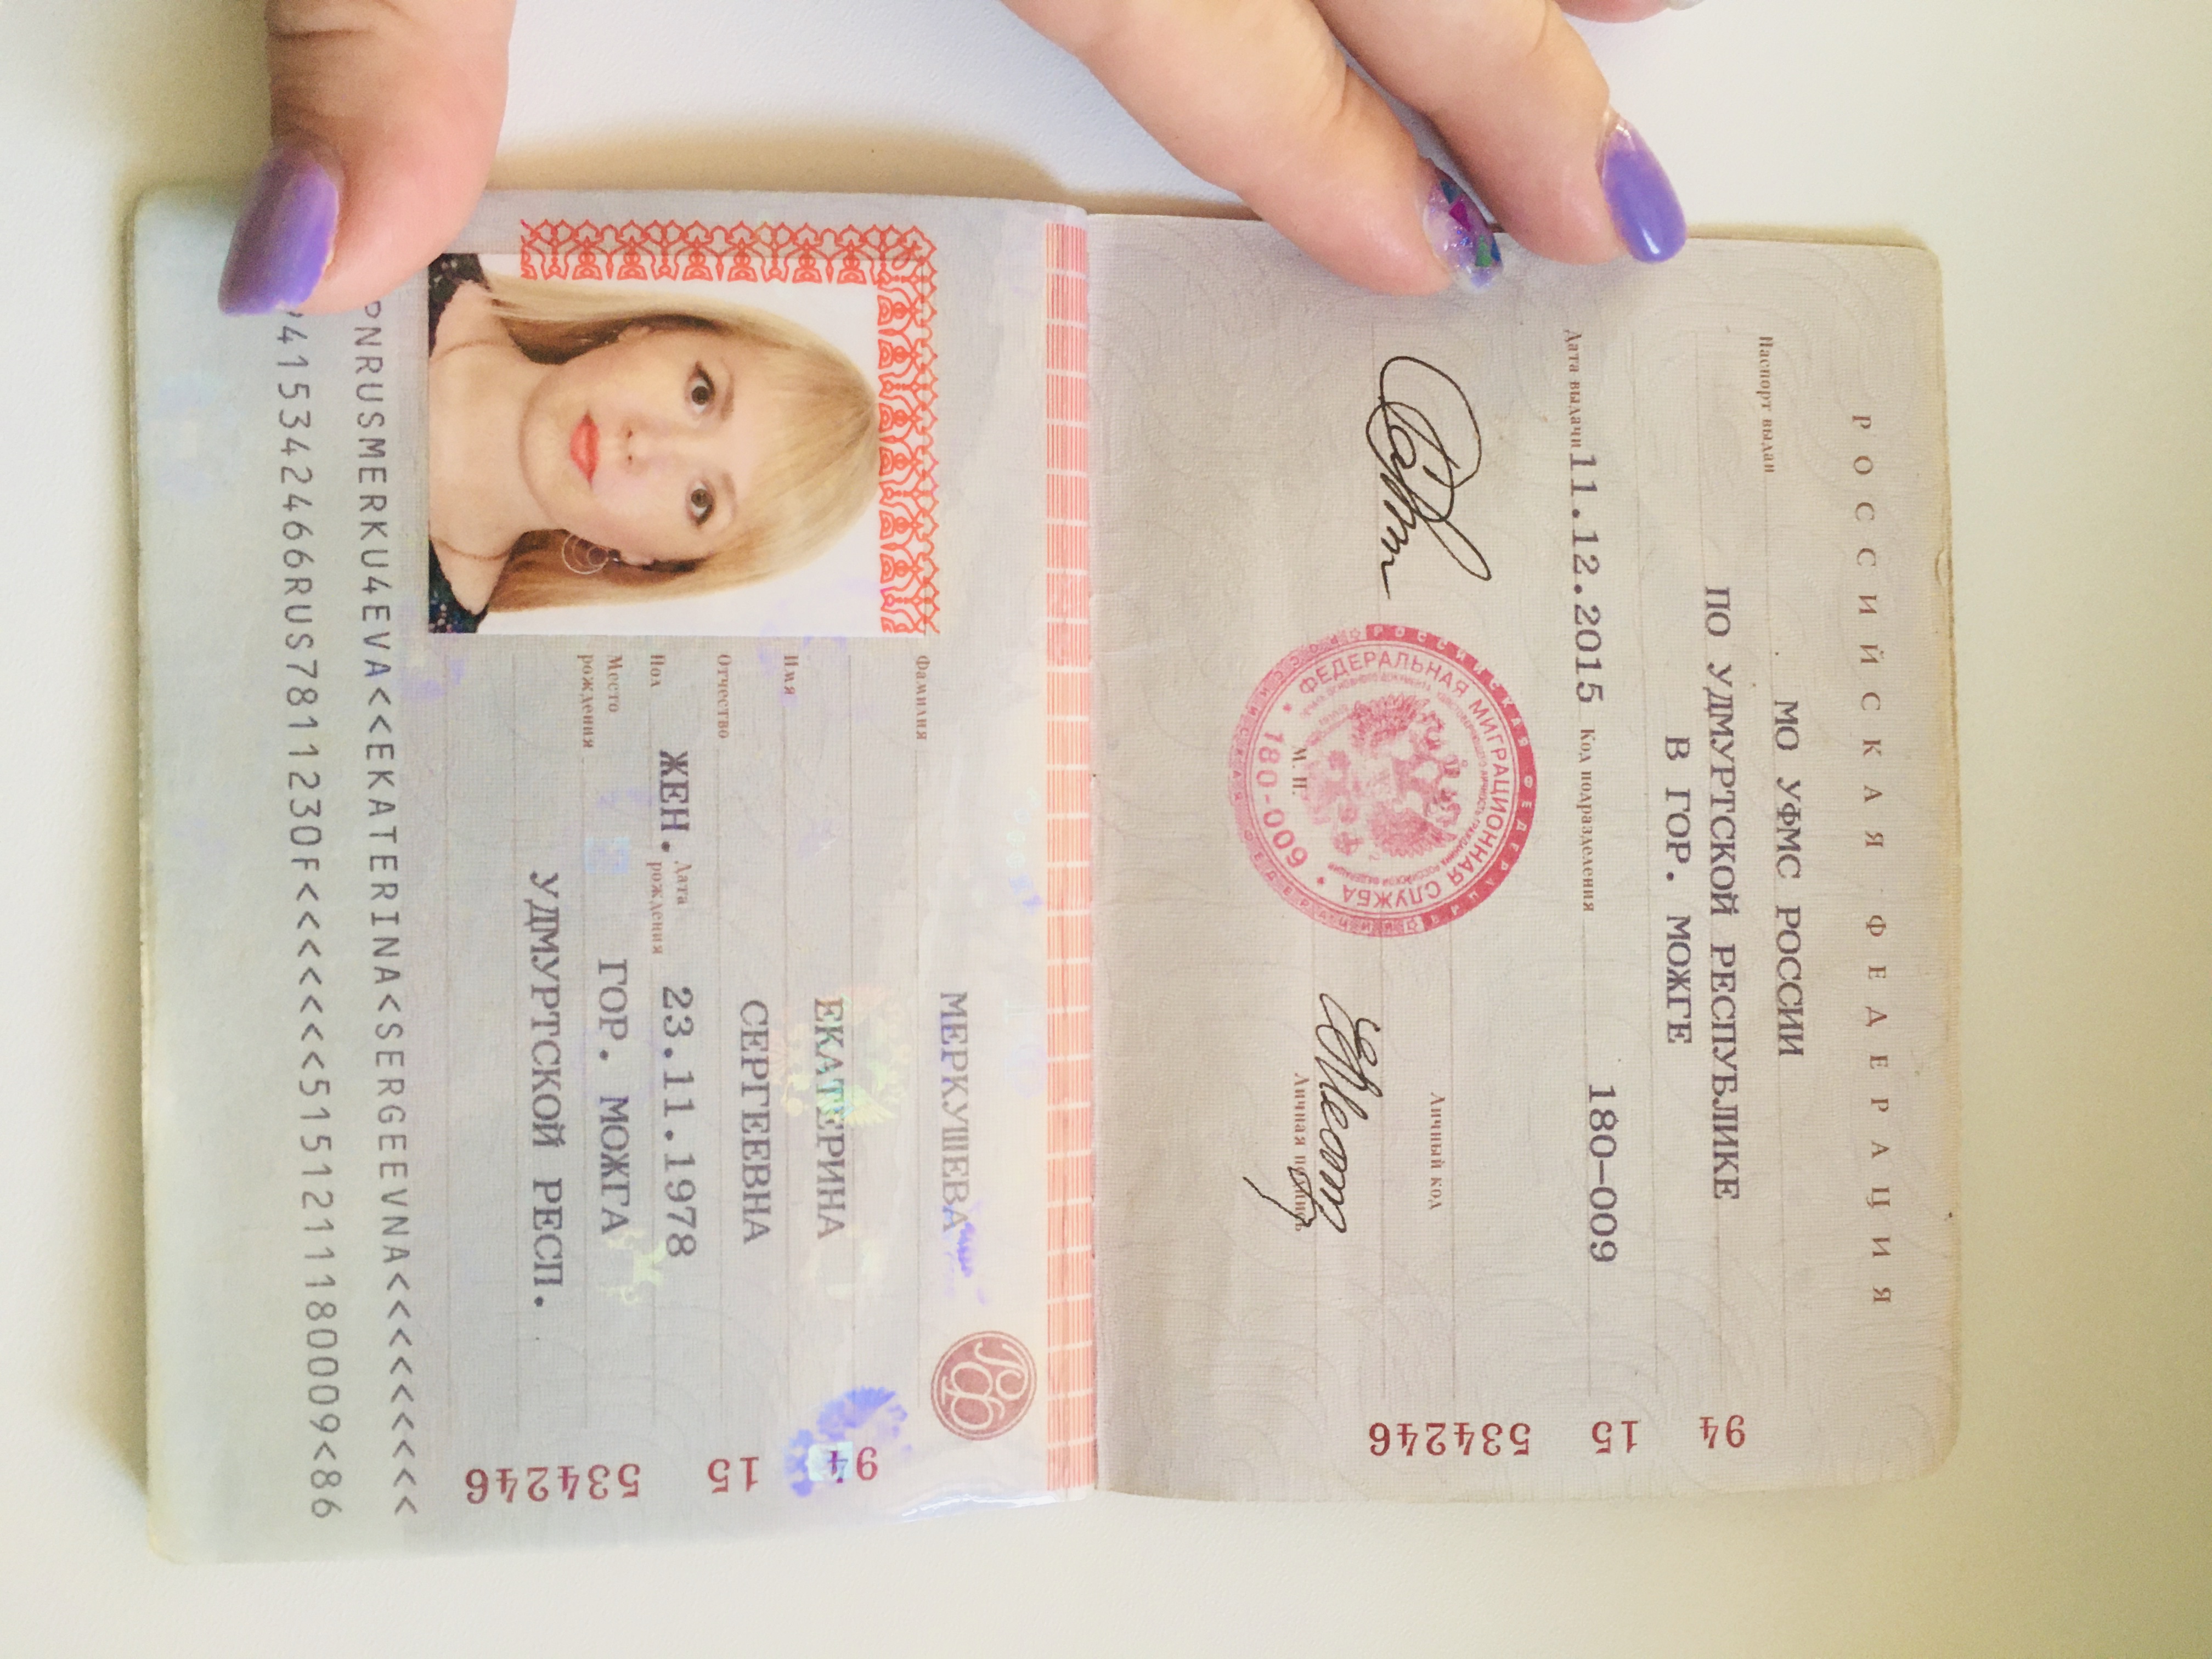 РОССИЙСКАЯ ФЕДЕРАЦИЯ
Паспорт выдан
МО УФМС РОССИИ
ПО УДМУРТСКОЙ РЕСПУБЛИКЕ
В ГОР. МОЖГЕ
Дата выдачи 11.12.2015 Код подразделения 180-009
Личный код
Личная подпись
М. П.
ФЕДЕРАЛЬНАЯ МИГРАЦИОННАЯ СЛУЖБА
180-009
94 15 534246
Фамилия
МЕРКУШЕВА
Имя
ЕКАТЕРИНА
Отчество
СЕРГЕЕВНА
Пол ЖЕН. Дата рождения 23.11.1978
Место рождения ГОР. МОЖГА
УДМУРТСКОЙ РЕСП.
94 15 534246
PNRUSMERKU4EVA<<EKATERINA<SERGEEVNA<<<<<<<<<
415342466RUS7811230F<<<<<<<5151211180009<86